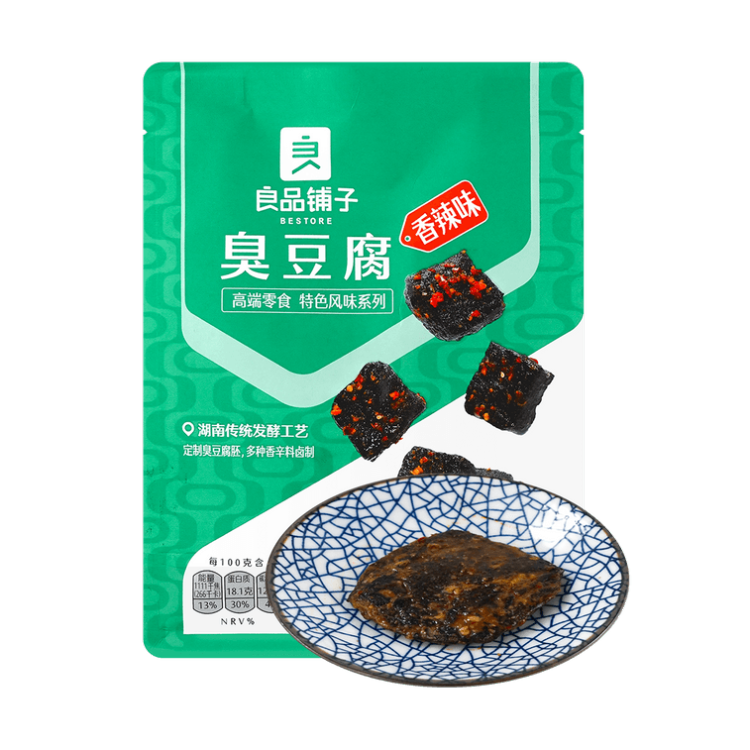 良品铺子
BESTORE
香辣味
臭豆腐
高端零食 特色风味系列
湖南传统发酵工艺
定制臭豆腐胚,多种香辛料卤制
每100克含
能量
1111千焦
(266千卡)
13%
蛋白质
18.1克
30%
NRV%